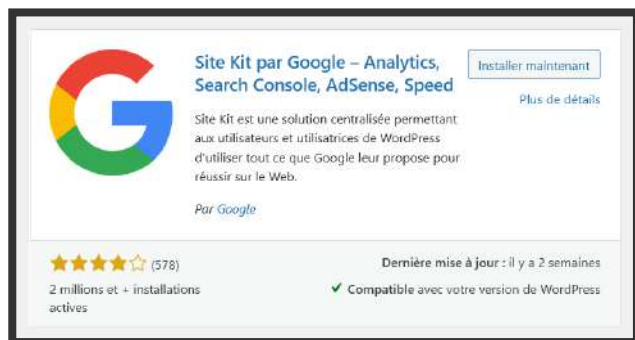 Site Kit par Google – Analytics,
Search Console, AdSense, Speed
Installer maintenant
Plus de détails
Site Kit est une solution centralisée permettant
aux utilisateurs et utilisatrices de WordPress
d'utiliser tout ce que Google leur propose pour
réussir sur le Web.
Par Google
(578)
2 millions et + installations
actives
Dernière mise à jour : il y a 2 semaines
Compatible avec votre version de WordPress